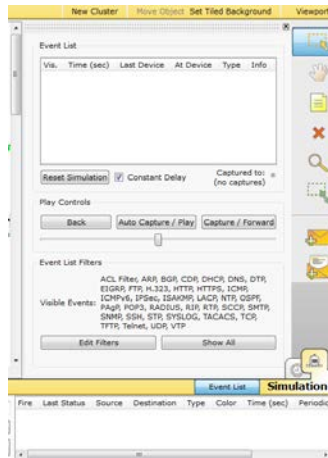 New Cluster Move Object Set Tiled Background Viewport
Event List
Vis. Time (sec) Last Device At Device Type Info
Reset Simulation Constant Delay Captured to:
(no captures)
Play Controls
Back Auto Capture / Play Capture / Forward
Event List Filters
Visible Events:
ACL Filter, ARP, BGP, CDP, DHCP, DNS, DTP,
EIGRP, FTP, H.323, HTTP, HTTPS, ICMP,
ICMPv6, IPSec, ISAKMP, LACP, NTP, OSPF,
PAgP, POP3, RADIUS, RIP, RTP, SCCP, SMTP,
SNMP, SSH, STP, SYSLOG, TACACS, TCP,
TFTP, Telnet, UDP, VTP
Edit Filters Show All
Event List Simulation
Fire Last Status Source Destination Type Color Time (sec) Periodic